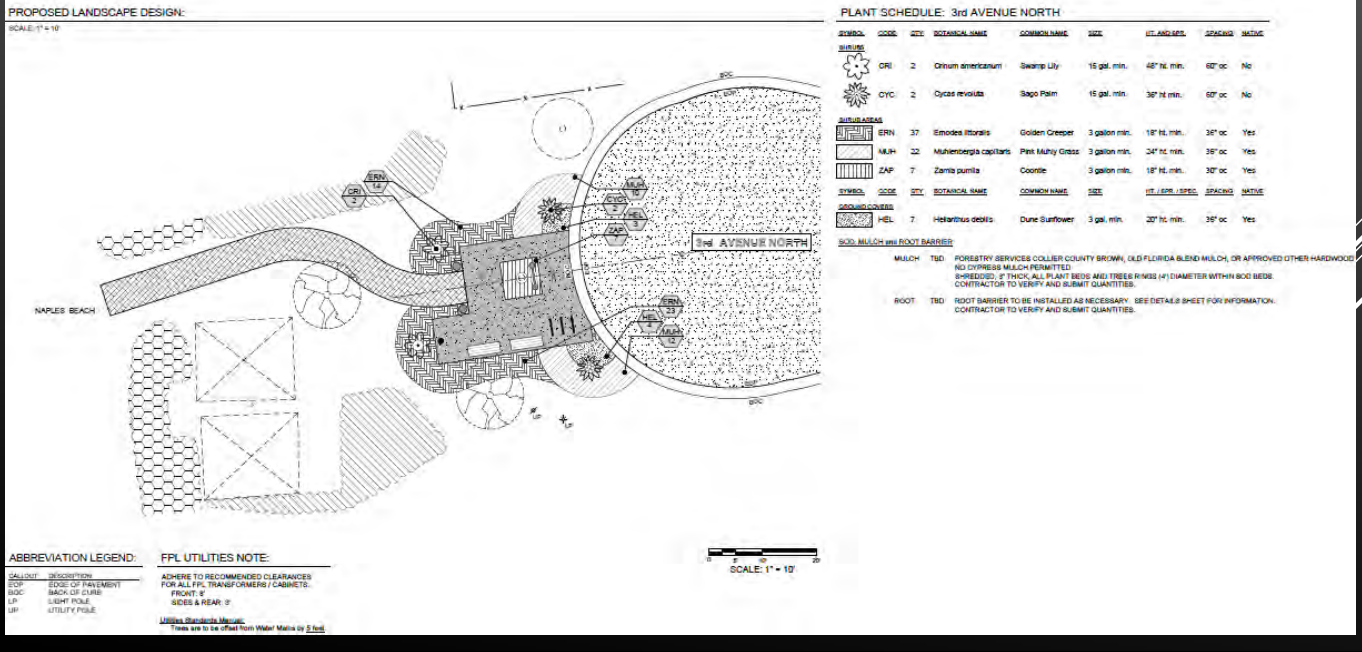 PROPOSED LANDSCAPE DESIGN:
SCALE: 1" = 10'
BOC
EOP
x x x
ERN
14
CRI
2
MUH
10
CYC
2
HEL
3
ZAP
7
3rd AVENUE NORTH
ERN
23
HEL
4
MUH
12
NAPLES BEACH
EOP
BOC
UP
LP
0 5' 10' 20'
SCALE: 1" = 10'
ABBREVIATION LEGEND:
CALLOUT DESCRIPTION
EOP EDGE OF PAVEMENT
BOC BACK OF CURB
LP LIGHT POLE
UP UTILITY POLE
FPL UTILITIES NOTE:
ADHERE TO RECOMMENDED CLEARANCES
FOR ALL FPL TRANSFORMERS / CABINETS.
FRONT: 8'
SIDES & REAR: 3'
Utilities Standards Manual:
Trees are to be offset from Water Mains by 5 feet.
PLANT SCHEDULE: 3rd AVENUE NORTH
SYMBOL CODE QTY BOTANICAL NAME COMMON NAME SIZE HT. AND SPR. SPACING NATIVE
SHRUBS
CRI 2 Crinum americanum Swamp Lily 15 gal. min. 48" ht. min. 60" oc No
CYC 2 Cycas revoluta Sago Palm 15 gal. min. 36" ht min. 60" oc No
SHRUB AREAS
ERN 37 Ernodea littoralis Golden Creeper 3 gallon min. 18" ht. min. 36" oc Yes
MUH 22 Muhlenbergia capillaris Pink Muhly Grass 3 gallon min. 24" ht. min. 36" oc Yes
ZAP 7 Zamia pumila Coontie 3 gallon min. 18" ht. min. 30" oc Yes
SYMBOL CODE QTY BOTANICAL NAME COMMON NAME SIZE HT. / SPR. / SPEC. SPACING NATIVE
GROUND COVERS
HEL 7 Helianthus debilis Dune Sunflower 3 gal. min. 20" ht. min. 36" oc Yes
SOD, MULCH and ROOT BARRIER
MULCH TBD FORESTRY SERVICES COLLIER COUNTY BROWN, OLD FLORIDA BLEND MULCH, OR APPROVED OTHER HARDWOOD
NO CYPRESS MULCH PERMITTED
SHREDDED, 3" THICK, ALL PLANT BEDS AND TREES RINGS (4') DIAMETER WITHIN SOD BEDS.
CONTRACTOR TO VERIFY AND SUBMIT QUANTITIES.
ROOT TBD ROOT BARRIER TO BE INSTALLED AS NECESSARY. SEE DETAILS SHEET FOR INFORMATION.
CONTRACTOR TO VERIFY AND SUBMIT QUANTITIES.